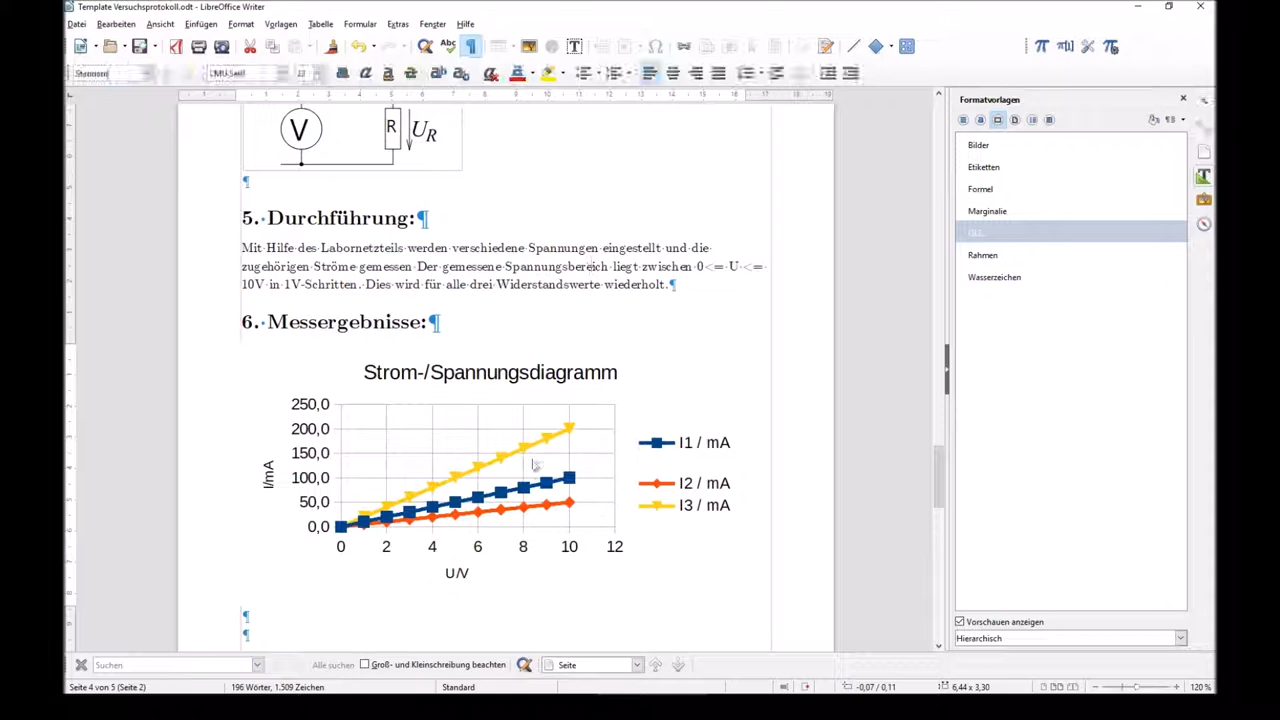 Template Versuchsprotokoll.odt - LibreOffice Writer
Datei Bearbeiten Ansicht Einfügen Format Vorlagen Tabelle Formular Extras Fenster Hilfe
Formatvorlagen
Bilder
Etiketten
Formel
Marginalie
Rahmen
Wasserzeichen
V
R
U_R
5. Durchführung:
Mit Hilfe des Labornetzteils werden verschiedene Spannungen eingestellt und die
zugehörigen Ströme gemessen Der gemessene Spannungsbereich liegt zwischen 0<= U <=
10V in 1V-Schritten. Dies wird für alle drei Widerstandswerte wiederholt.
6. Messergebnisse:
Strom-/Spannungsdiagramm
250,0
200,0
150,0
100,0
50,0
0,0
I/mA
0 2 4 6 8 10 12
U/V
I1 / mA
I2 / mA
I3 / mA
Vorschauen anzeigen
Hierarchisch
Suchen Alle suchen Groß- und Kleinschreibung beachten Seite
Seite 4 von 5 (Seite 2) 196 Wörter, 1.509 Zeichen Standard -0,07 / 0,11 6,44 x 3,30 120 %